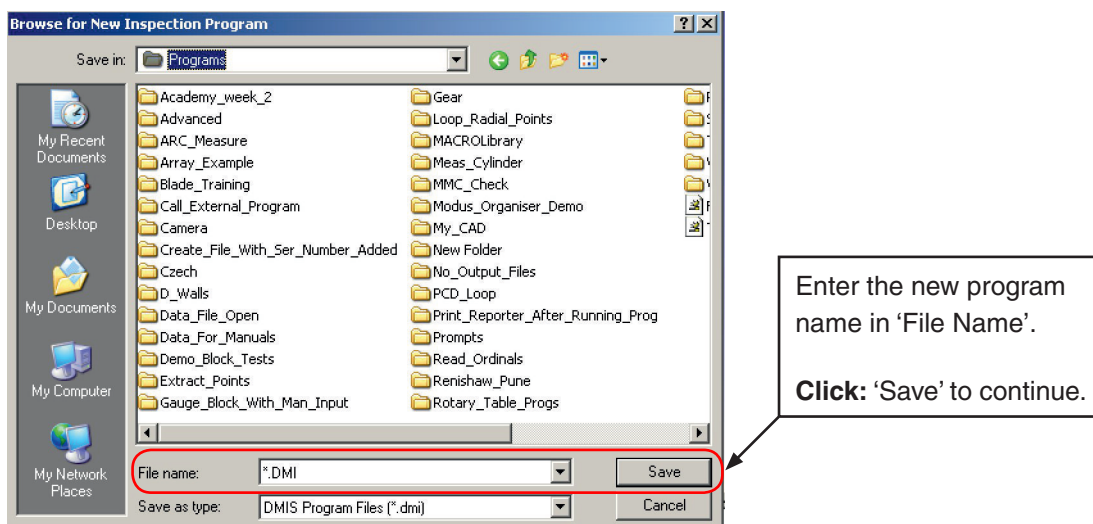 Browse for New Inspection Program
Save in: Programs
My Recent
Documents
Desktop
My Documents
My Computer
My Network
Places
Academy_week_2
Advanced
ARC_Measure
Array_Example
Blade_Training
Call_External_Program
Camera
Create_File_With_Ser_Number_Added
Czech
D_Walls
Data_File_Open
Data_For_Manuals
Demo_Block_Tests
Extract_Points
Gauge_Block_With_Man_Input
Gear
Loop_Radial_Points
MACROLibrary
Meas_Cylinder
MMC_Check
Modus_Organiser_Demo
My_CAD
New Folder
No_Output_Files
PCD_Loop
Print_Reporter_After_Running_Prog
Prompts
Read_Ordinals
Renishaw_Pune
Rotary_Table_Progs
File name: *.DMI Save
Save as type: DMIS Program Files (*.dmi) Cancel
Enter the new program
name in ‘File Name’.
Click: ‘Save’ to continue.